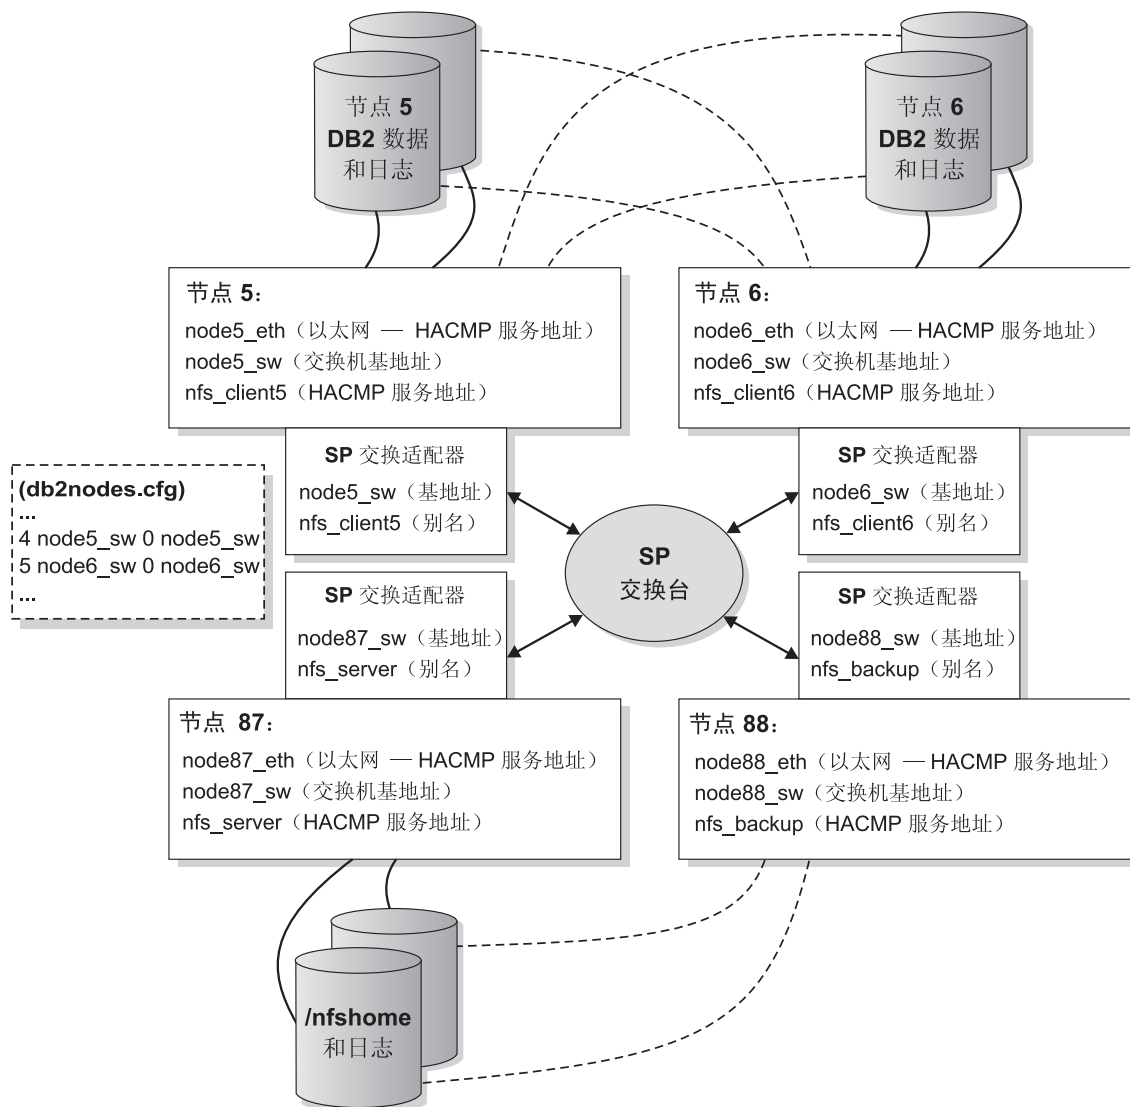 节点 5
DB2 数据
和日志
节点 6
DB2 数据
和日志
节点 5：
node5_eth（以太网 — HACMP 服务地址）
node5_sw（交换机基地址）
nfs_client5（HACMP 服务地址）
节点 6：
node6_eth（以太网 — HACMP 服务地址）
node6_sw（交换机基地址）
nfs_client6（HACMP 服务地址）
SP 交换适配器
node5_sw（基地址）
nfs_client5（别名）
SP 交换适配器
node6_sw（基地址）
nfs_client6（别名）
(db2nodes.cfg)
...
4 node5_sw 0 node5_sw
5 node6_sw 0 node6_sw
...
SP
交换台
SP 交换适配器
node87_sw（基地址）
nfs_server（别名）
SP 交换适配器
node88_sw（基地址）
nfs_backup（别名）
节点 87：
node87_eth（以太网 — HACMP 服务地址）
node87_sw（交换机基地址）
nfs_server（HACMP 服务地址）
节点 88：
node88_eth（以太网 — HACMP 服务地址）
node88_sw（交换机基地址）
nfs_backup（HACMP 服务地址）
/nfshome
和日志